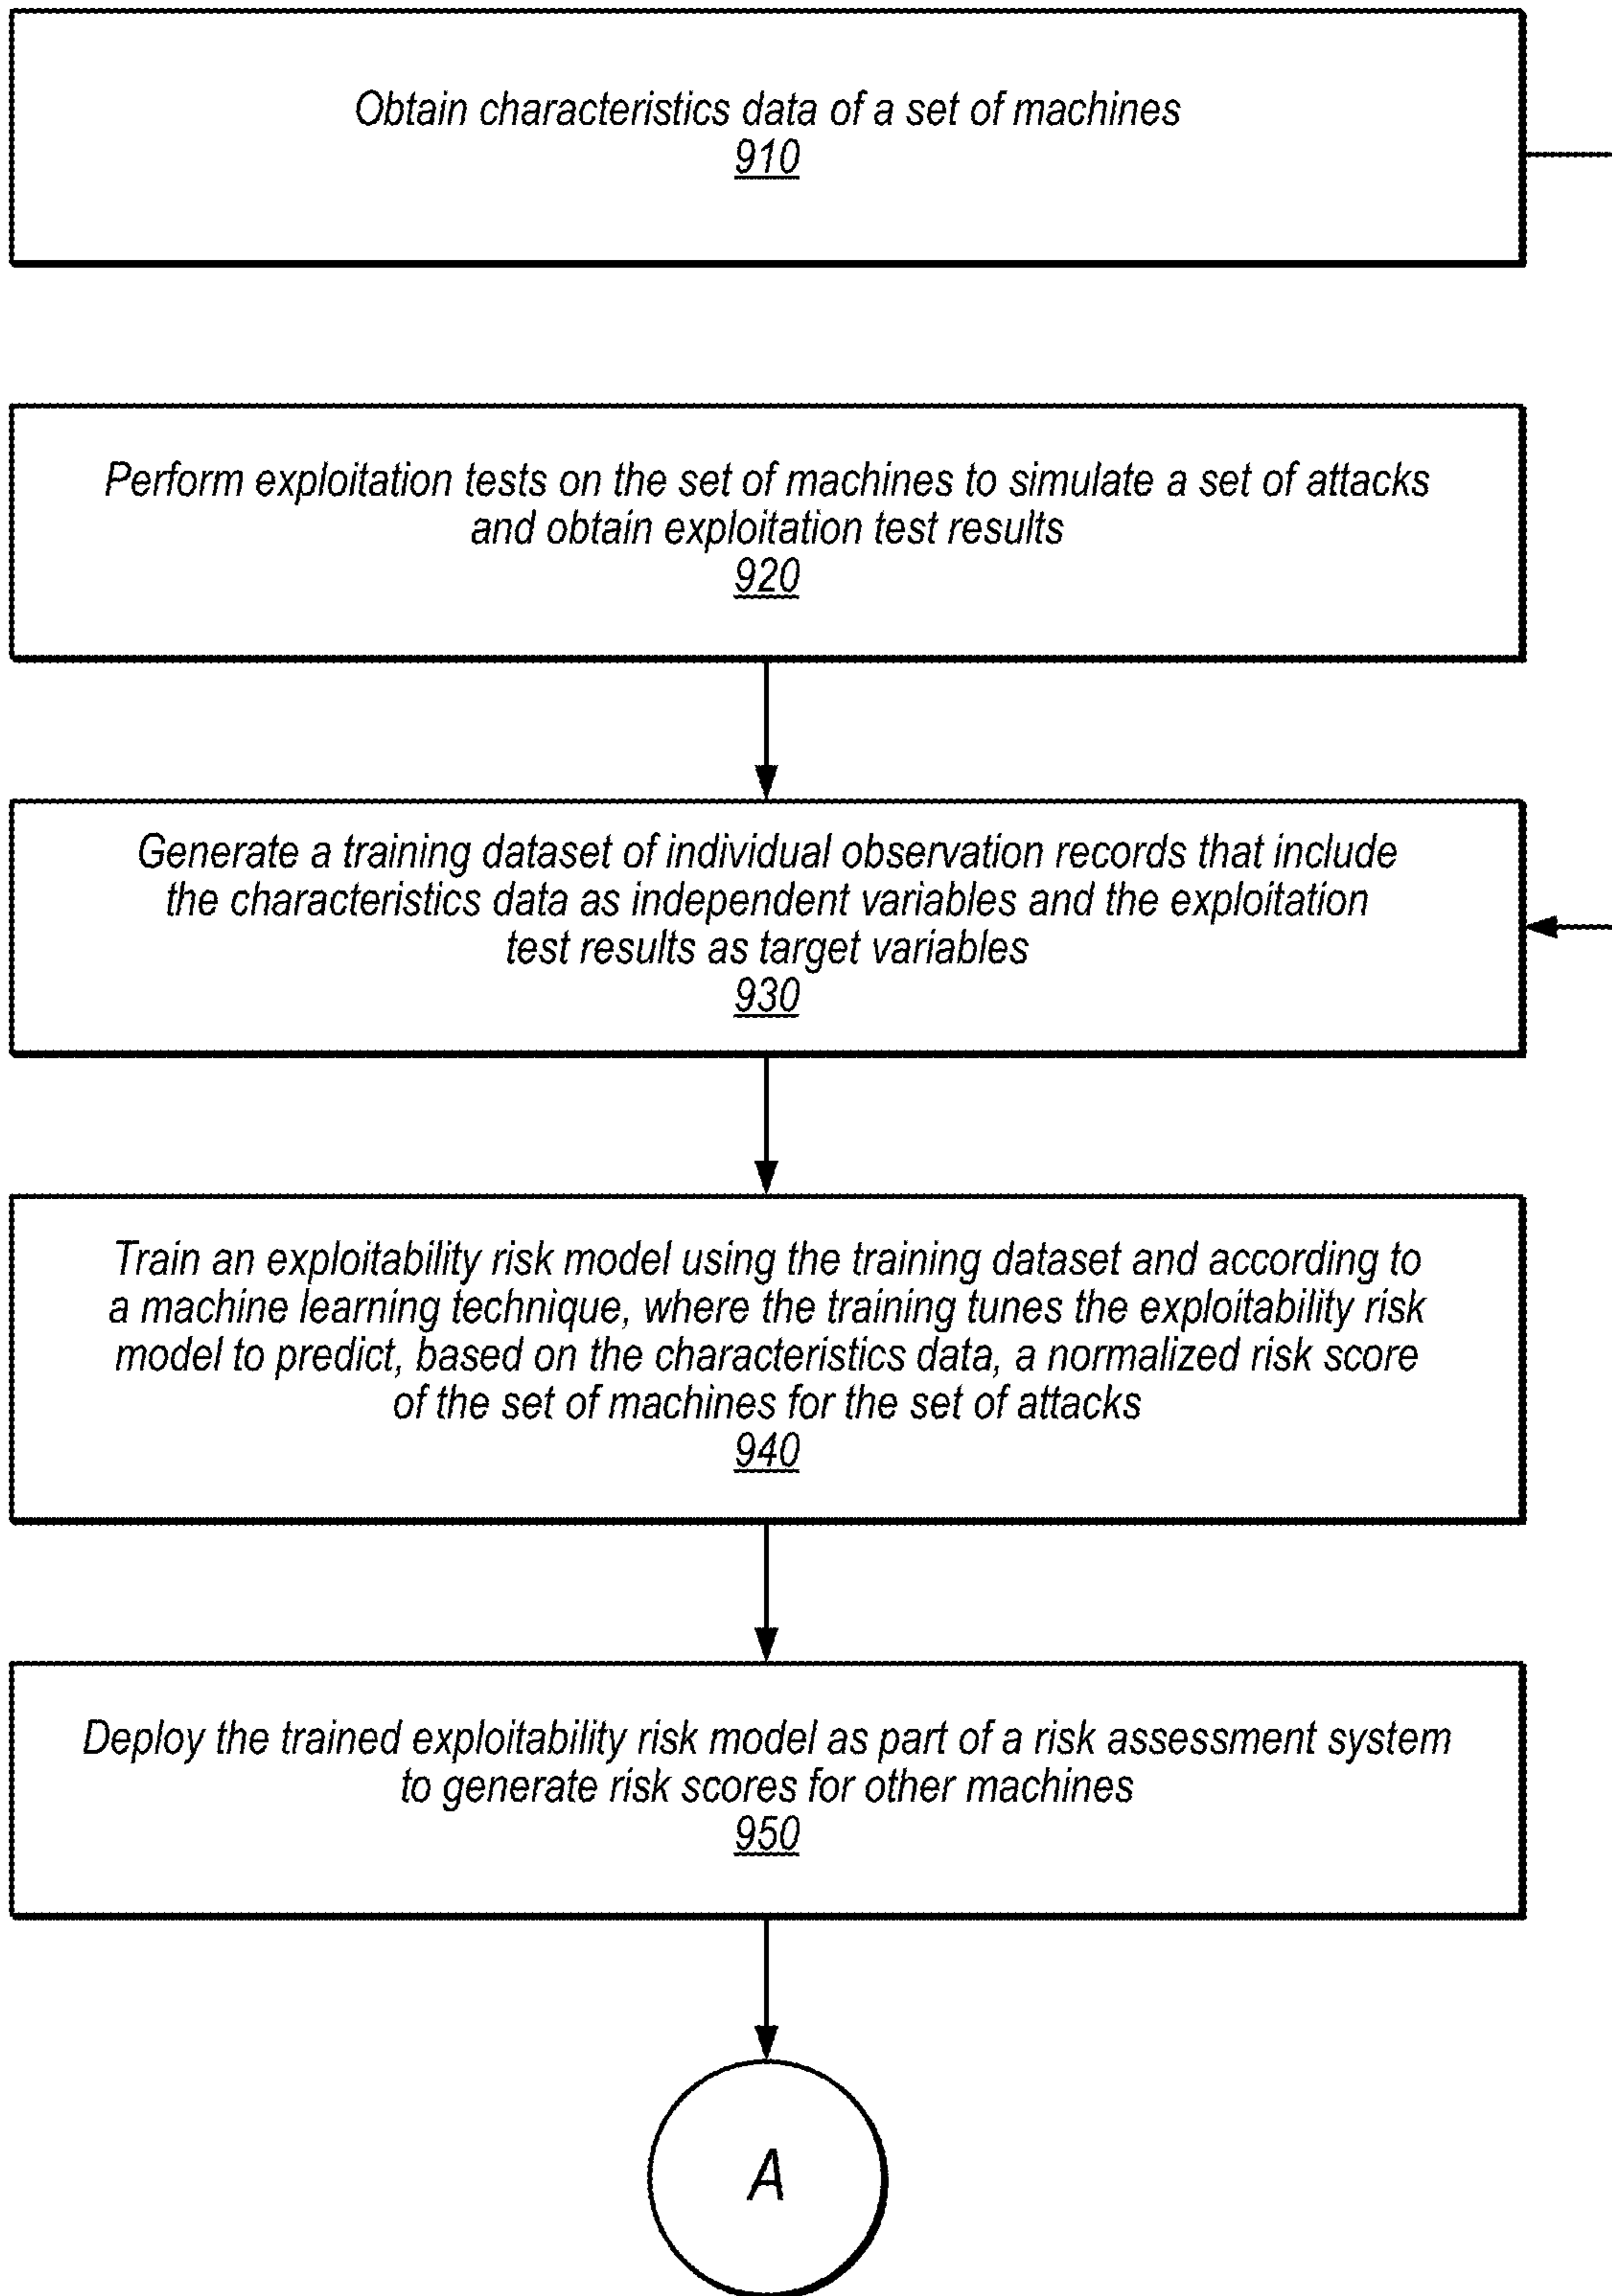 Obtain characteristics data of a set of machines
910
Perform exploitation tests on the set of machines to simulate a set of attacks
and obtain exploitation test results
920
Generate a training dataset of individual observation records that include
the characteristics data as independent variables and the exploitation
test results as target variables
930
Train an exploitability risk model using the training dataset and according to
a machine learning technique, where the training tunes the exploitability risk
model to predict, based on the characteristics data, a normalized risk score
of the set of machines for the set of attacks
940
Deploy the trained exploitability risk model as part of a risk assessment system
to generate risk scores for other machines
950
A